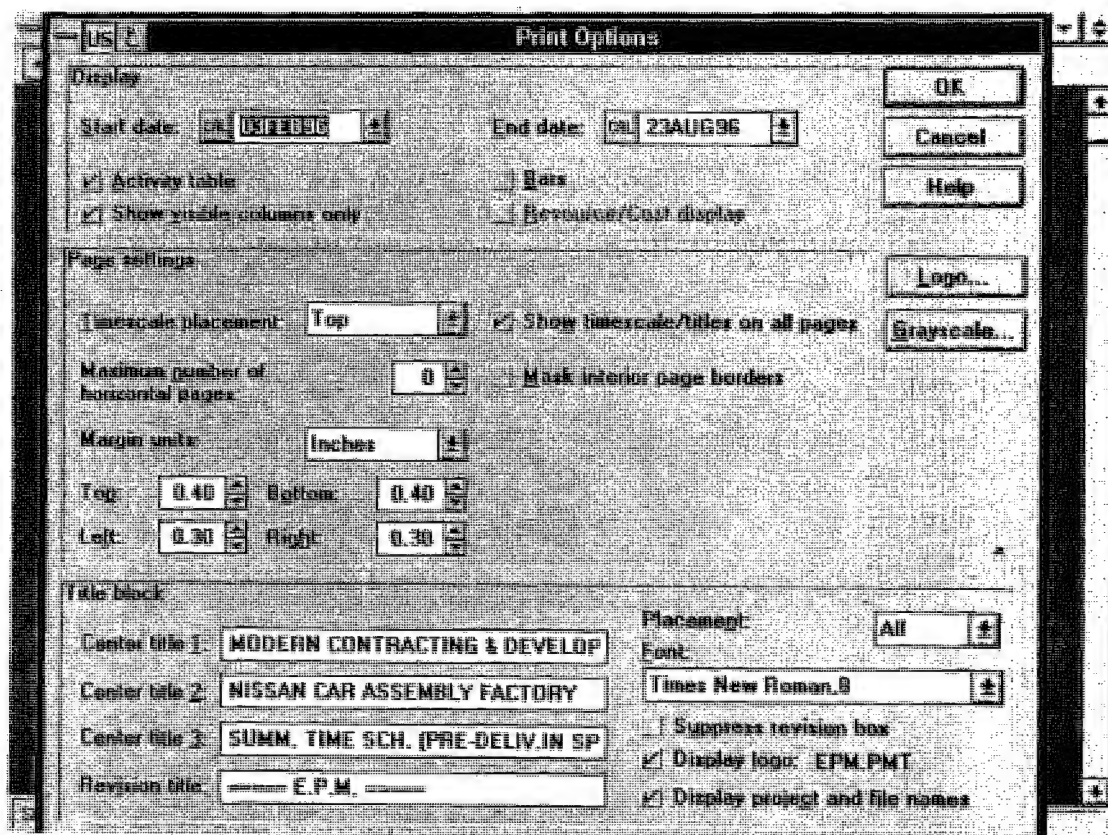 Print Options
Display
OK
Start date:
End date: 23AUG96
Cancel
Activity table
Bars
Help
Show visible columns only
Resource/Cost display
Page settings
Logo...
Timescale placement: Top
Show timescale/titles on all pages
Grayscale...
Maximum number of
horizontal pages:
0
Mask interior page borders
Margin units: Inches
Top: 0.40 Bottom: 0.40
Left: 0.30 Right: 0.30
Title block
Center title 1: MODERN CONTRACTING & DEVELOP
Center title 2: NISSAN CAR ASSEMBLY FACTORY
Center title 3: SUMM. TIME SCH. (PRE-DELIV.IN SP
Revision title: ===== E.P.M. =====
Placement: All
Font:
Times New Roman,8
Suppress revision box
Display logo: EPM.PMT
Display project and file names